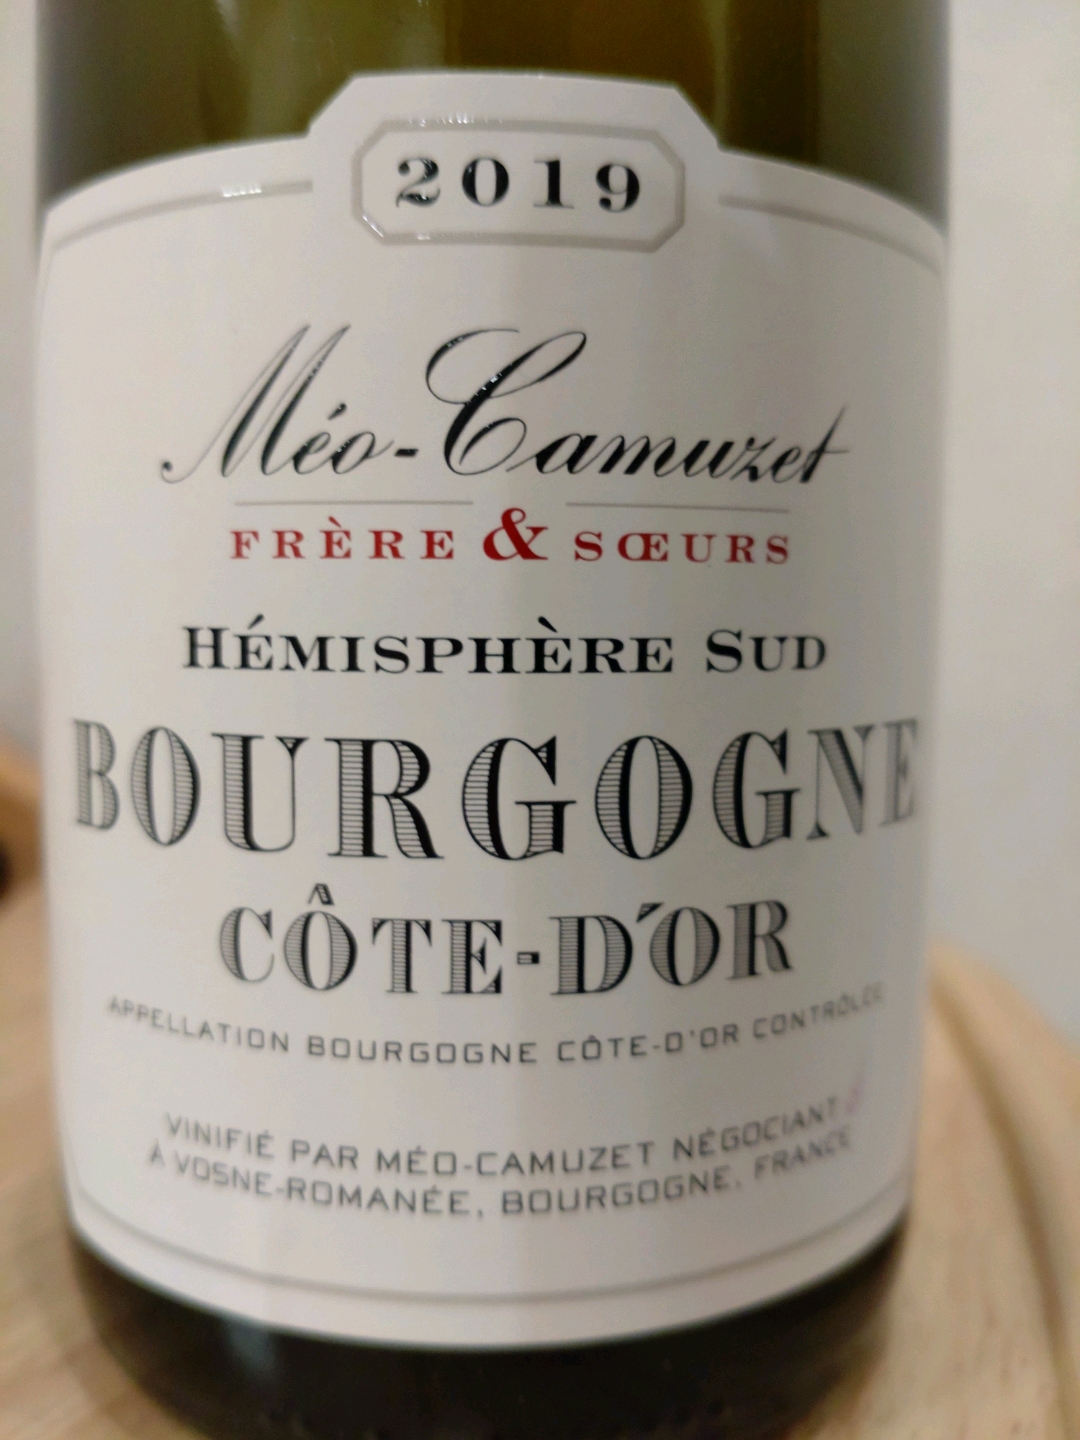 2019
Méo-Camuzet
FRÈRE & SŒURS
HÉMISPHÈRE SUD
BOURGOGNE
CÔTE-D'OR
APPELLATION BOURGOGNE CÔTE-D'OR CONTRÔLÉE
VINIFIÉ PAR MÉO-CAMUZET NÉGOCIANT
À VOSNE-ROMANÉE, BOURGOGNE, FRANCE